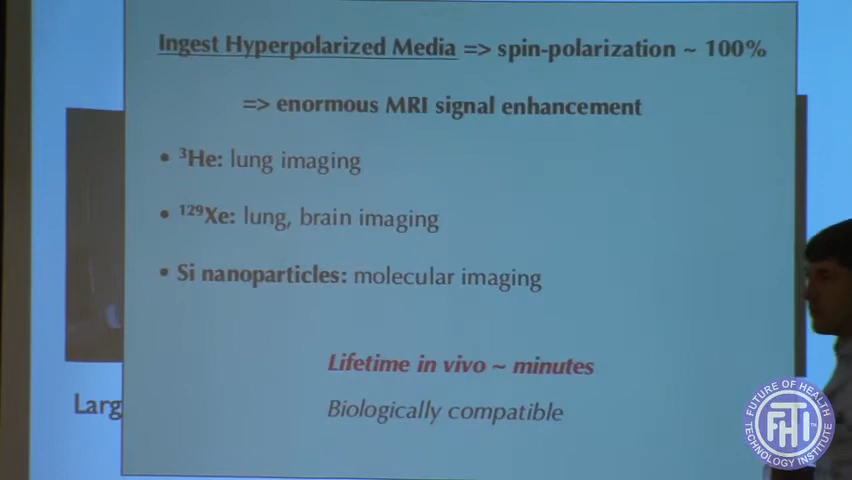 Ingest Hyperpolarized Media => spin-polarization ~ 100%
=> enormous MRI signal enhancement
• ³He: lung imaging
• ¹²⁹Xe: lung, brain imaging
• Si nanoparticles: molecular imaging
Lifetime in vivo ~ minutes
Larg
Biologically compatible
FUTURE OF HEALTH
FHTI
TM
TECHNOLOGY INSTITUTE